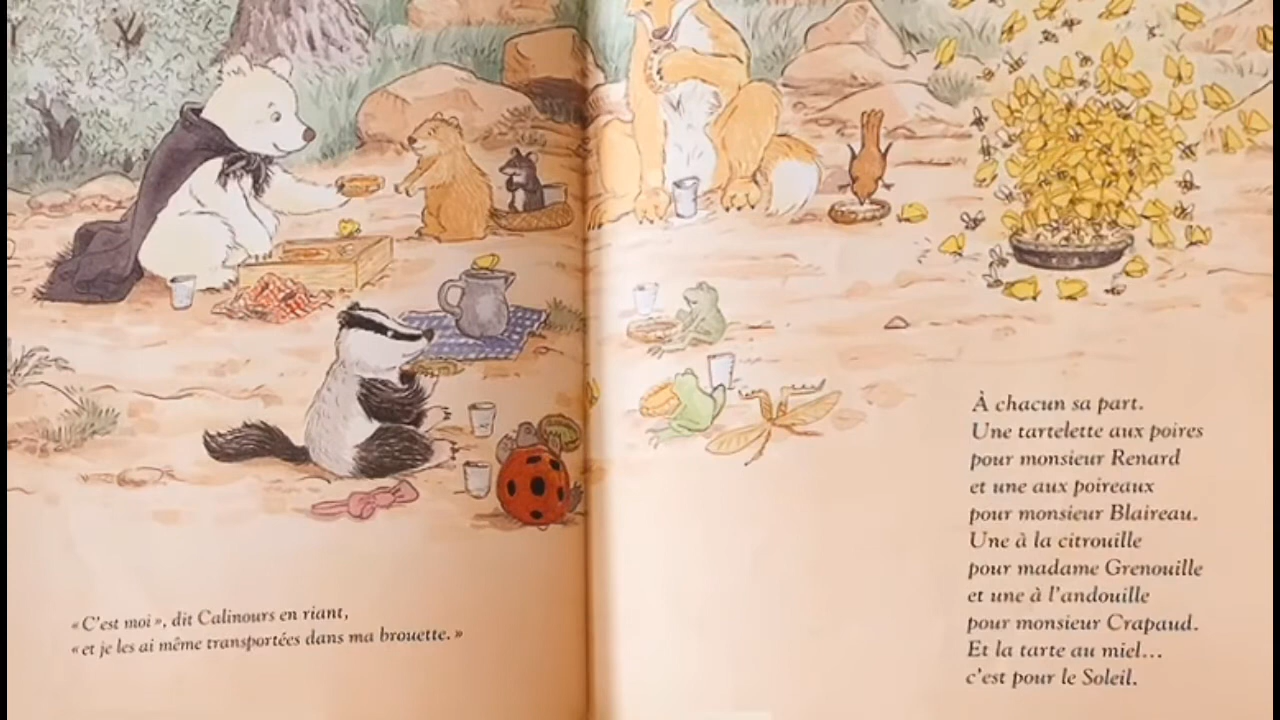 « C'est moi », dit Calinours en riant,
« et je les ai même transportées dans ma brouette. »
À chacun sa part.
Une tartelette aux poires
pour monsieur Renard
et une aux poireaux
pour monsieur Blaireau.
Une à la citrouille
pour madame Grenouille
et une à l'andouille
pour monsieur Crapaud.
Et la tarte au miel...
c'est pour le Soleil.